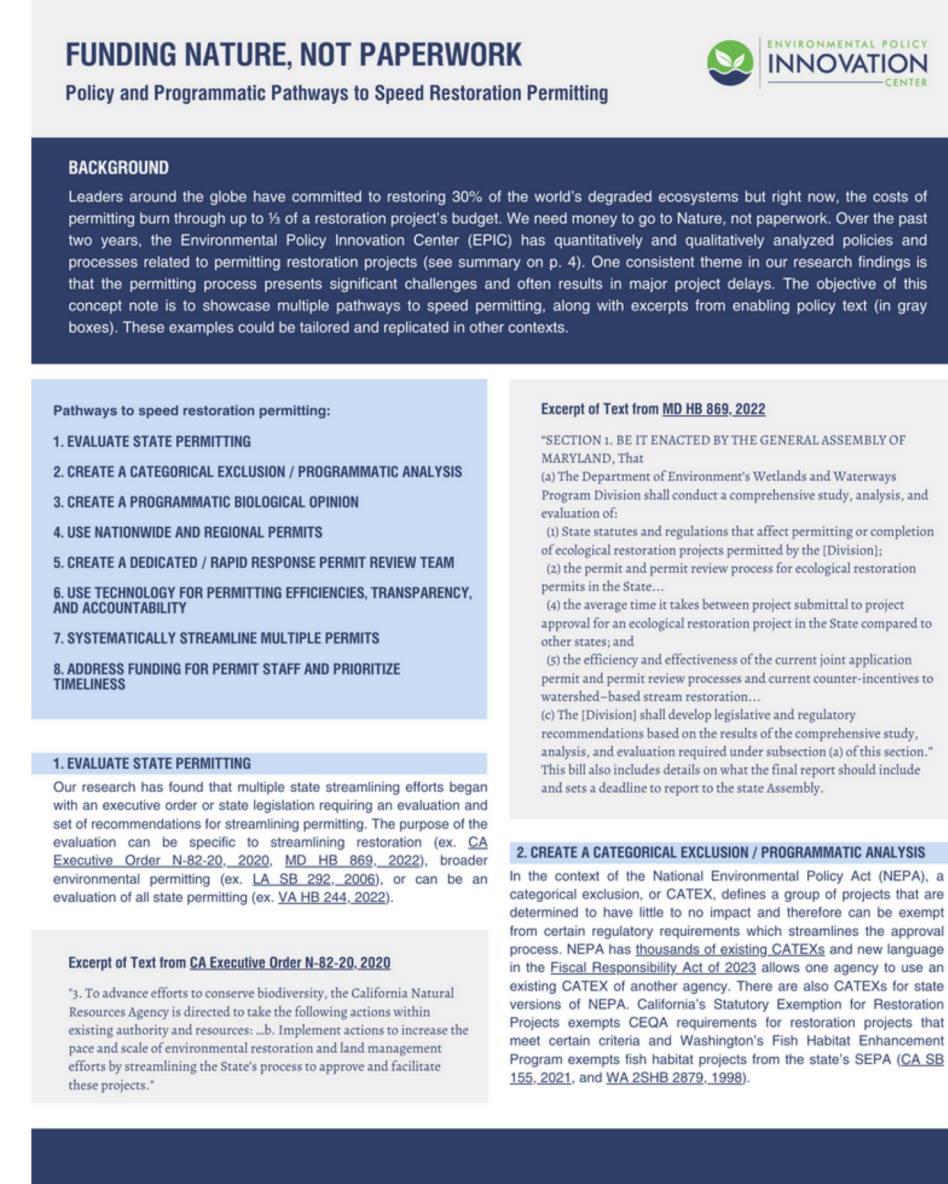 FUNDING NATURE, NOT PAPERWORK
Policy and Programmatic Pathways to Speed Restoration Permitting
ENVIRONMENTAL POLICY
INNOVATION
CENTER
BACKGROUND
Leaders around the globe have committed to restoring 30% of the world's degraded ecosystems but right now, the costs of
permitting burn through up to ⅓ of a restoration project's budget. We need money to go to Nature, not paperwork. Over the past
two years, the Environmental Policy Innovation Center (EPIC) has quantitatively and qualitatively analyzed policies and
processes related to permitting restoration projects (see summary on p. 4). One consistent theme in our research findings is
that the permitting process presents significant challenges and often results in major project delays. The objective of this
concept note is to showcase multiple pathways to speed permitting, along with excerpts from enabling policy text (in gray
boxes). These examples could be tailored and replicated in other contexts.
Pathways to speed restoration permitting:
1. EVALUATE STATE PERMITTING
2. CREATE A CATEGORICAL EXCLUSION / PROGRAMMATIC ANALYSIS
3. CREATE A PROGRAMMATIC BIOLOGICAL OPINION
4. USE NATIONWIDE AND REGIONAL PERMITS
5. CREATE A DEDICATED / RAPID RESPONSE PERMIT REVIEW TEAM
6. USE TECHNOLOGY FOR PERMITTING EFFICIENCIES, TRANSPARENCY,
AND ACCOUNTABILITY
7. SYSTEMATICALLY STREAMLINE MULTIPLE PERMITS
8. ADDRESS FUNDING FOR PERMIT STAFF AND PRIORITIZE
TIMELINESS
1. EVALUATE STATE PERMITTING
Our research has found that multiple state streamlining efforts began
with an executive order or state legislation requiring an evaluation and
set of recommendations for streamlining permitting. The purpose of the
evaluation can be specific to streamlining restoration (ex. CA
Executive Order N-82-20, 2020, MD HB 869, 2022), broader
environmental permitting (ex. LA SB 292, 2006), or can be an
evaluation of all state permitting (ex. VA HB 244, 2022).
Excerpt of Text from CA Executive Order N-82-20, 2020
"3. To advance efforts to conserve biodiversity, the California Natural
Resources Agency is directed to take the following actions within
existing authority and resources: ...b. Implement actions to increase the
pace and scale of environmental restoration and land management
efforts by streamlining the State's process to approve and facilitate
these projects."
Excerpt of Text from MD HB 869, 2022
“SECTION 1. BE IT ENACTED BY THE GENERAL ASSEMBLY OF
MARYLAND, That
(a) The Department of Environment's Wetlands and Waterways
Program Division shall conduct a comprehensive study, analysis, and
evaluation of:
(1) State statutes and regulations that affect permitting or completion
of ecological restoration projects permitted by the [Division];
(2) the permit and permit review process for ecological restoration
permits in the State...
(4) the average time it takes between project submittal to project
approval for an ecological restoration project in the State compared to
other states; and
(5) the efficiency and effectiveness of the current joint application
permit and permit review processes and current counter-incentives to
watershed–based stream restoration...
(c) The [Division] shall develop legislative and regulatory
recommendations based on the results of the comprehensive study,
analysis, and evaluation required under subsection (a) of this section.”
This bill also includes details on what the final report should include
and sets a deadline to report to the state Assembly.
2. CREATE A CATEGORICAL EXCLUSION / PROGRAMMATIC ANALYSIS
In the context of the National Environmental Policy Act (NEPA), a
categorical exclusion, or CATEX, defines a group of projects that are
determined to have little to no impact and therefore can be exempt
from certain regulatory requirements which streamlines the approval
process. NEPA has thousands of existing CATEXs and new language
in the Fiscal Responsibility Act of 2023 allows one agency to use an
existing CATEX of another agency. There are also CATEXs for state
versions of NEPA. California's Statutory Exemption for Restoration
Projects exempts CEQA requirements for restoration projects that
meet certain criteria and Washington's Fish Habitat Enhancement
Program exempts fish habitat projects from the state's SEPA (CA SB
155, 2021, and WA 2SHB 2879, 1998).